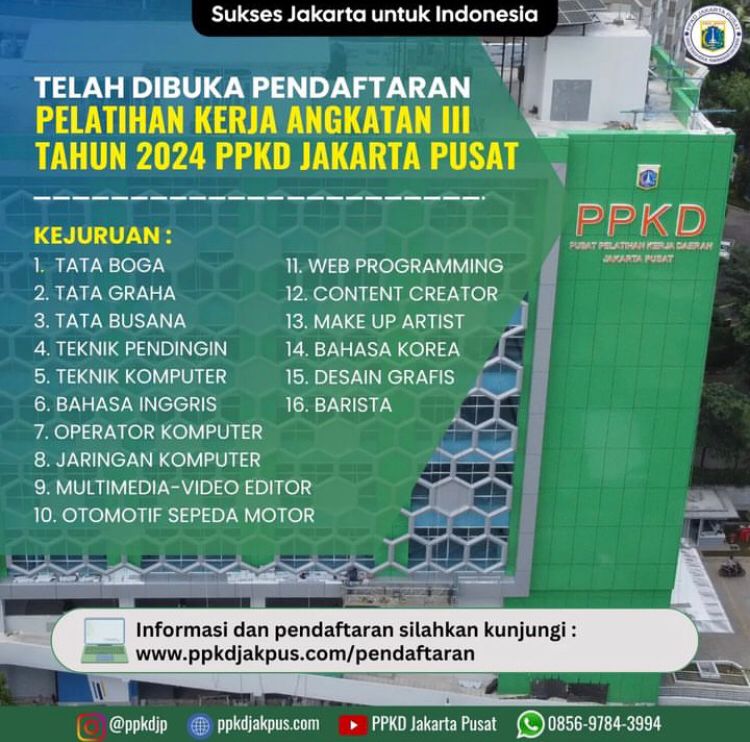 Sukses Jakarta untuk Indonesia
TELAH DIBUKA PENDAFTARAN
PELATIHAN KERJA ANGKATAN III
TAHUN 2024 PPKD JAKARTA PUSAT
PPKD
PUSAT PELATIHAN KERJA DAERAH
JAKARTA PUSAT
KEJURUAN :
1. TATA BOGA
2. TATA GRAHA
3. TATA BUSANA
4. TEKNIK PENDINGIN
5. TEKNIK KOMPUTER
6. BAHASA INGGRIS
7. OPERATOR KOMPUTER
8. JARINGAN KOMPUTER
9. MULTIMEDIA-VIDEO EDITOR
10. OTOMOTIF SEPEDA MOTOR
11. WEB PROGRAMMING
12. CONTENT CREATOR
13. MAKE UP ARTIST
14. BAHASA KOREA
15. DESAIN GRAFIS
16. BARISTA
Informasi dan pendaftaran silahkan kunjungi :
www.ppkdjakpus.com/pendaftaran
@ppkdjp ppkdjakpus.com PPKD Jakarta Pusat 0856-9784-3994